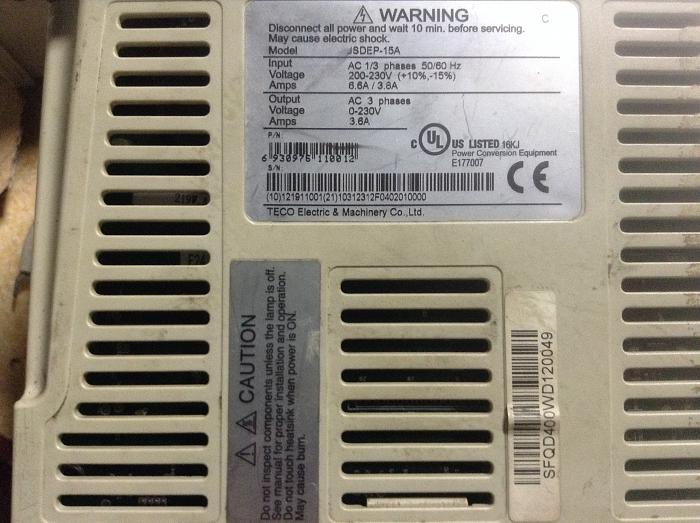 WARNING
C
Disconnect all power and wait 10 min. before servicing.
May cause electric shock.
Model JSDEP-15A
Input AC 1/3 phases 50/60 Hz
Voltage 200-230V (+10%,-15%)
Amps 6.6A / 3.8A
Output AC 3 phases
Voltage 0-230V
Amps 3.6A
P/N:
6 930976 110012
C UL US LISTED 16KJ
Power Conversion Equipment
E177007
CE
S/N:
(10)121911001(21)10312312F0402010000
TECO Electric & Machinery Co.,Ltd.
CAUTION
Do not inspect components unless the lamp is off.
See manual for proper installation and operation.
Do not touch heatsink when power is ON.
May cause burn.
SFQD400WD120049